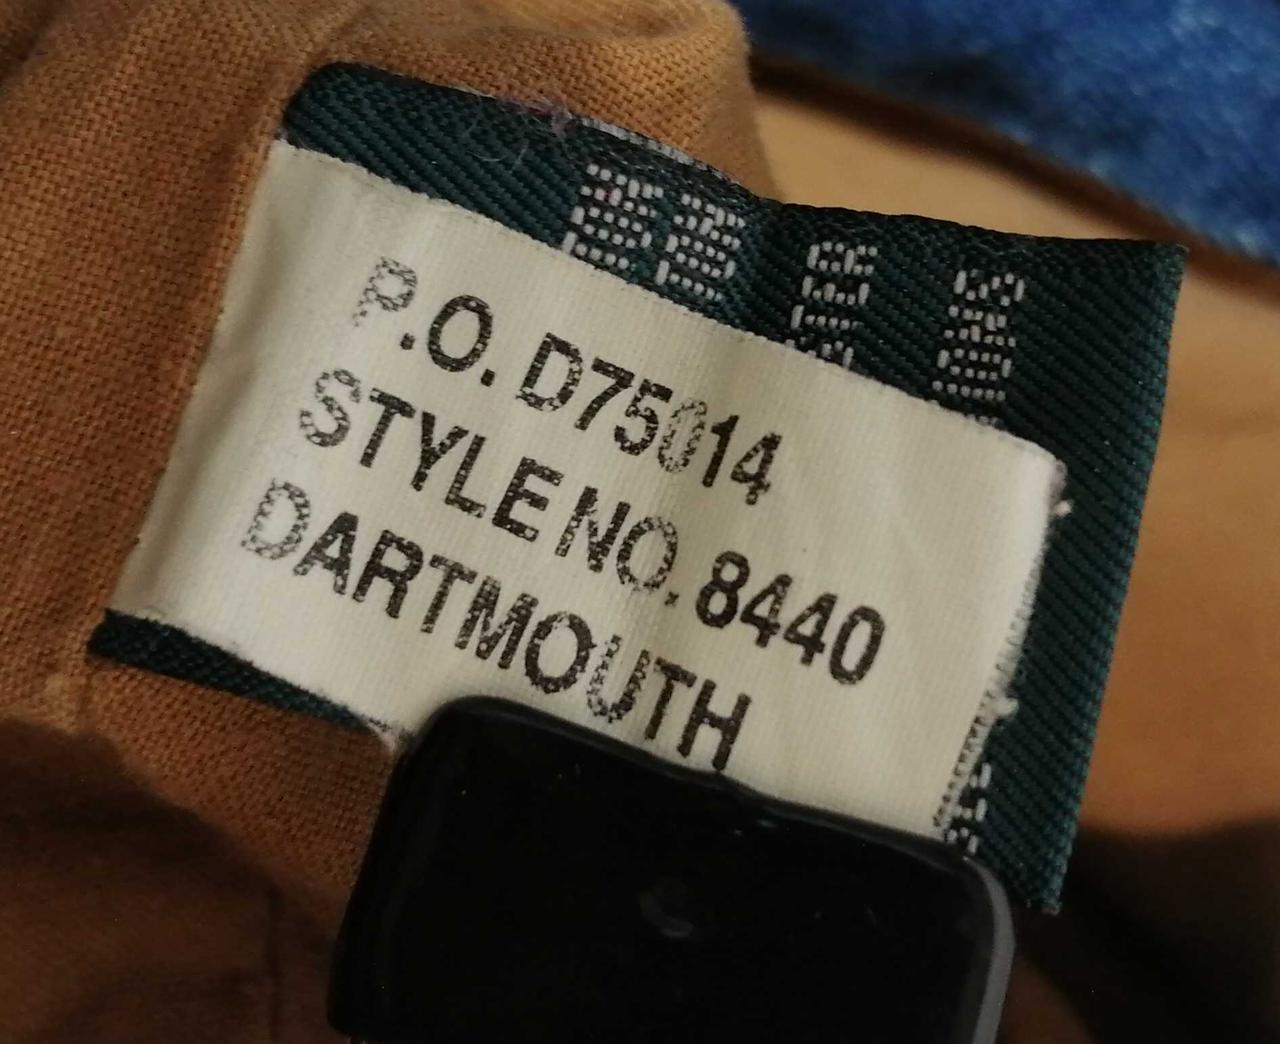 P.O. D75014
STYLE NO. 8440
DARTMOUTH